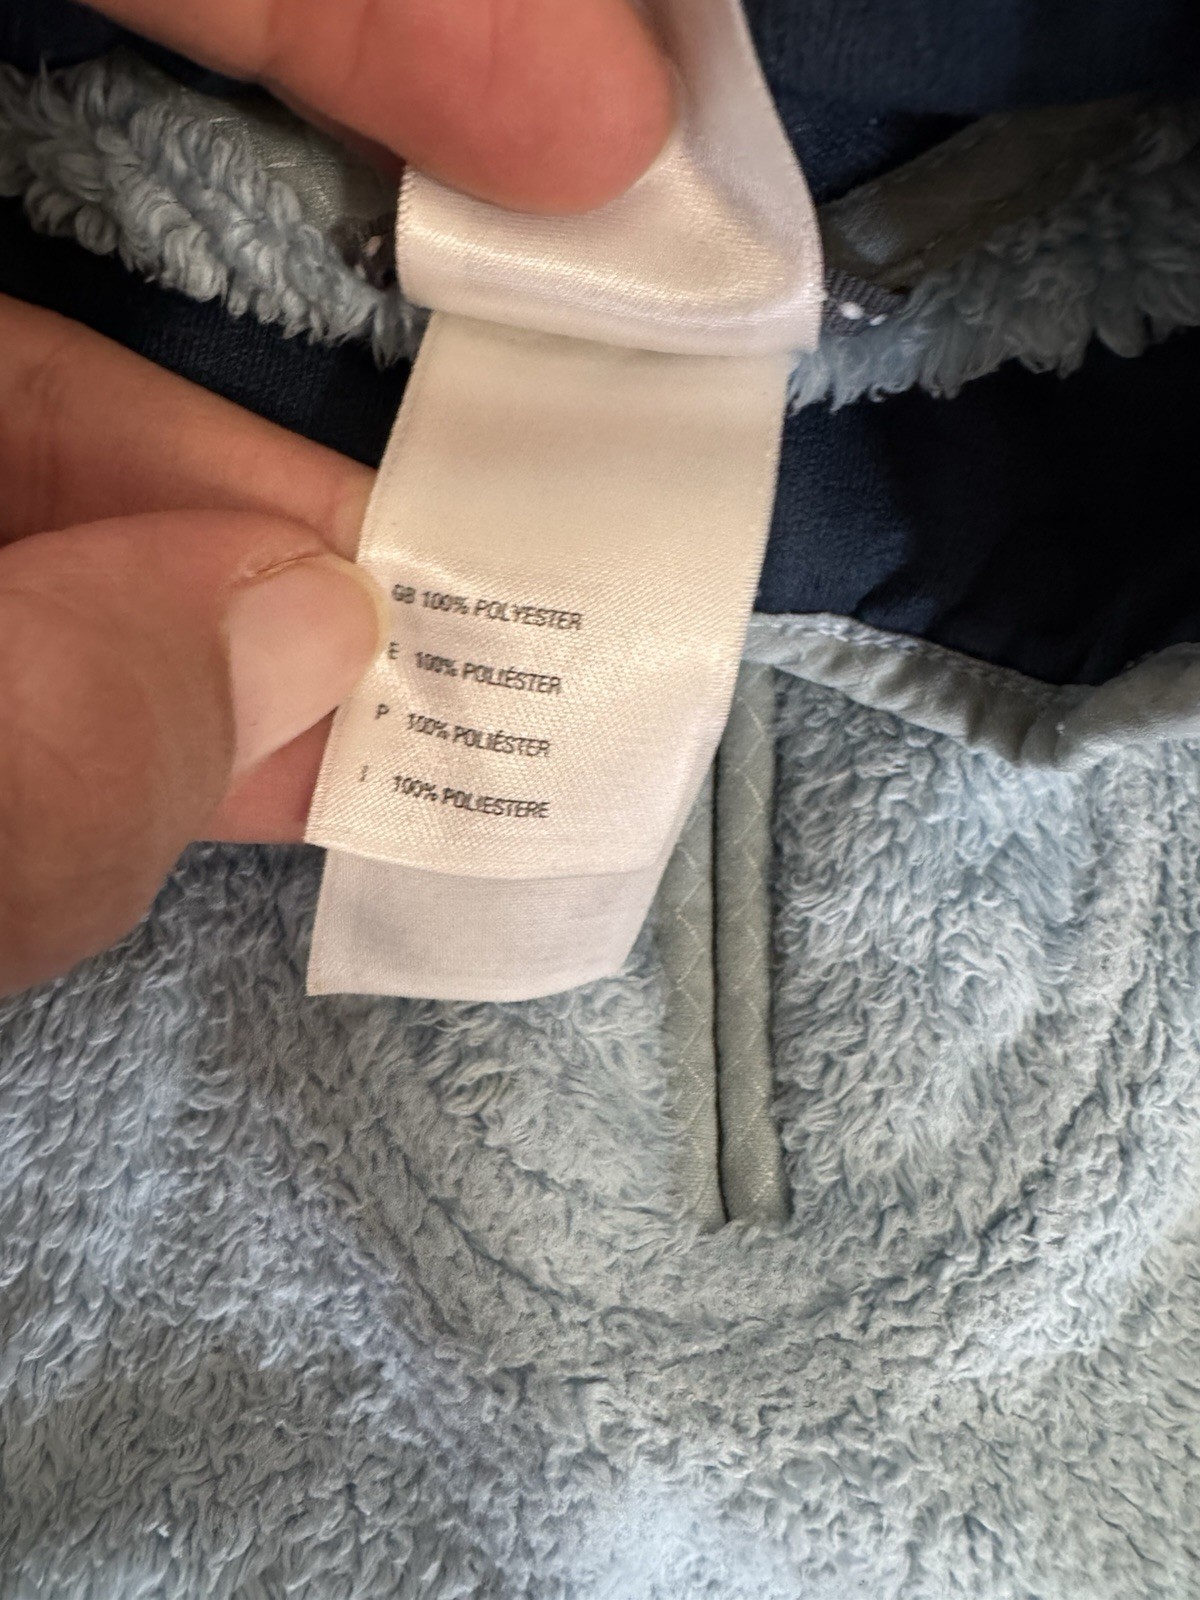 GB 100% POLYESTER
E 100% POLIÉSTER
P 100% POLIÉSTER
I 100% POLIESTERE